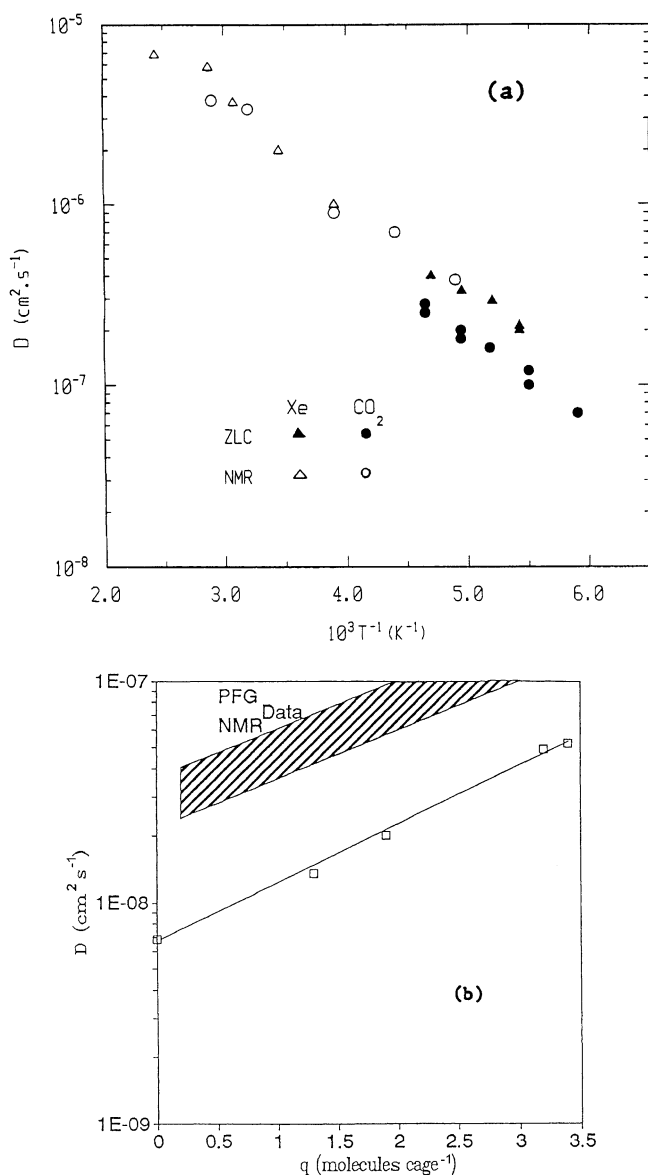 10⁻⁵
(a)
10⁻⁶
D (cm².s⁻¹)
10⁻⁷
Xe CO₂
ZLC
NMR
10⁻⁸
2.0 3.0 4.0 5.0 6.0
10³T⁻¹(K⁻¹)
1E-07
PFG
NMR Data
D (cm² s⁻¹)
1E-08
(b)
1E-09
0 0.5 1 1.5 2 2.5 3 3.5
q (molecules cage⁻¹)